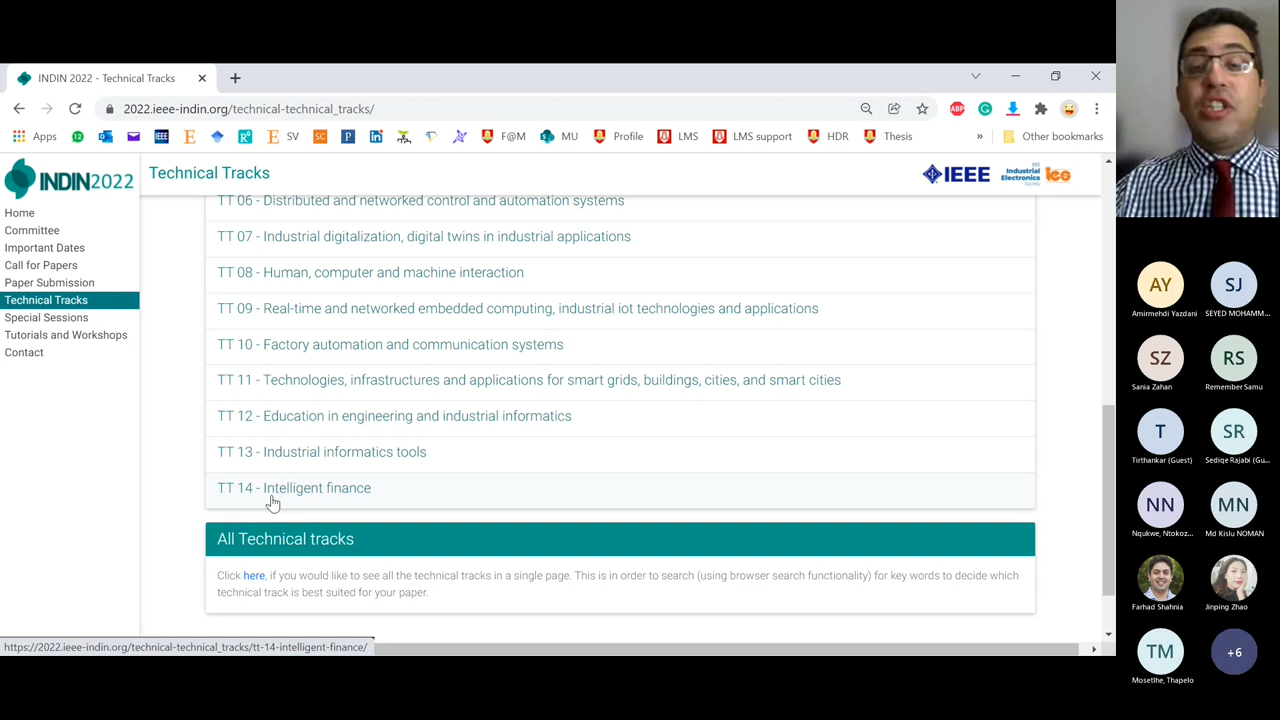 INDIN 2022 - Technical Tracks
2022.ieee-indin.org/technical-technical_tracks/
ABP
Apps
IEEE
SV
SC
P
F@M
MU
Profile
LMS
LMS support
HDR
Thesis
»
Other bookmarks
INDIN2022
Technical Tracks
IEEE
Industrial
Electronics
Society
Home
Committee
Important Dates
Call for Papers
Paper Submission
Technical Tracks
Special Sessions
Tutorials and Workshops
Contact
TT 06 - Distributed and networked control and automation systems
TT 07 - Industrial digitalization, digital twins in industrial applications
TT 08 - Human, computer and machine interaction
TT 09 - Real-time and networked embedded computing, industrial iot technologies and applications
TT 10 - Factory automation and communication systems
TT 11 - Technologies, infrastructures and applications for smart grids, buildings, cities, and smart cities
TT 12 - Education in engineering and industrial informatics
TT 13 - Industrial informatics tools
TT 14 - Intelligent finance
All Technical tracks
Click here, if you would like to see all the technical tracks in a single page. This is in order to search (using browser search functionality) for key words to decide which
technical track is best suited for your paper.
https://2022.ieee-indin.org/technical-technical_tracks/tt-14-intelligent-finance/
AY
SJ
Amirmehdi Yazdani
SEYED MOHAMM...
SZ
RS
Sania Zahan
Remember Samu
T
SR
Tirthankar (Guest)
Sediqe Rajabi (Gu...
NN
MN
Nqukwe, Ntokoz...
Md Kislu NOMAN
Farhad Shahnia
Jinping Zhao
TM
+6
Mosetlhe, Thapelo